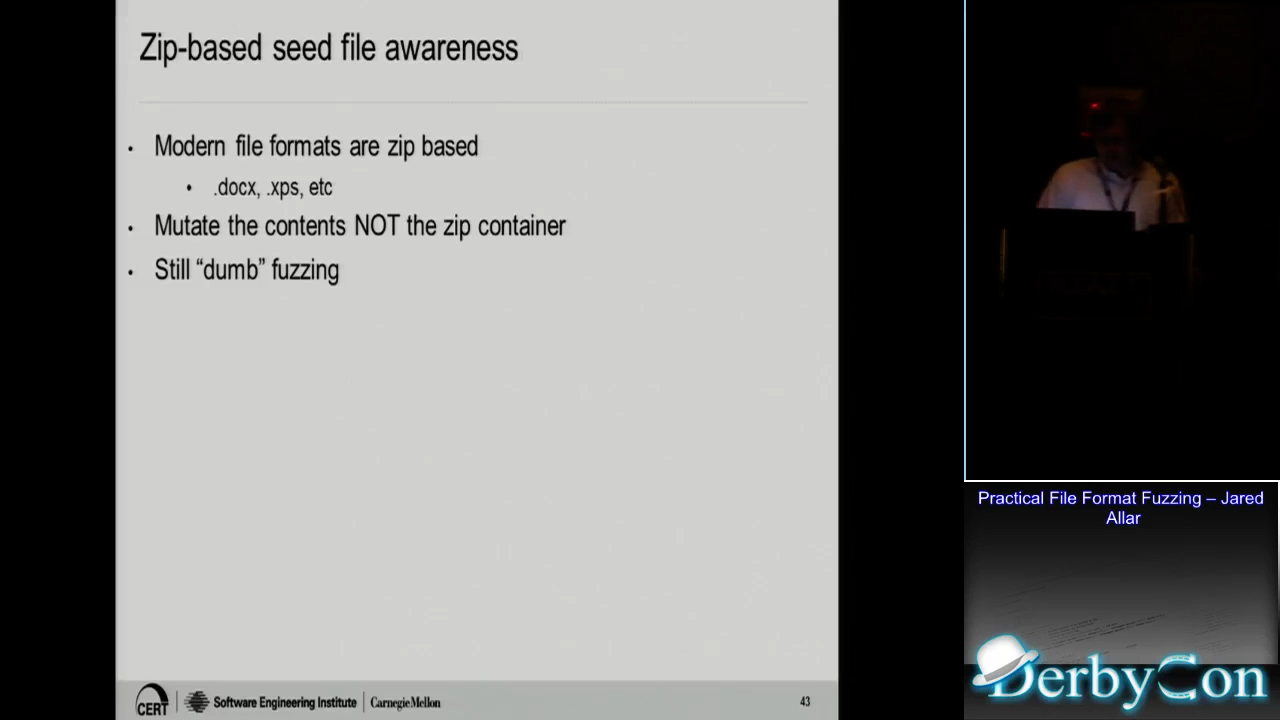 Zip-based seed file awareness
• Modern file formats are zip based
• .docx, .xps, etc
• Mutate the contents NOT the zip container
• Still “dumb” fuzzing
CERT | Software Engineering Institute | Carnegie Mellon
43
Practical File Format Fuzzing – Jared
Allar
DerbyCon